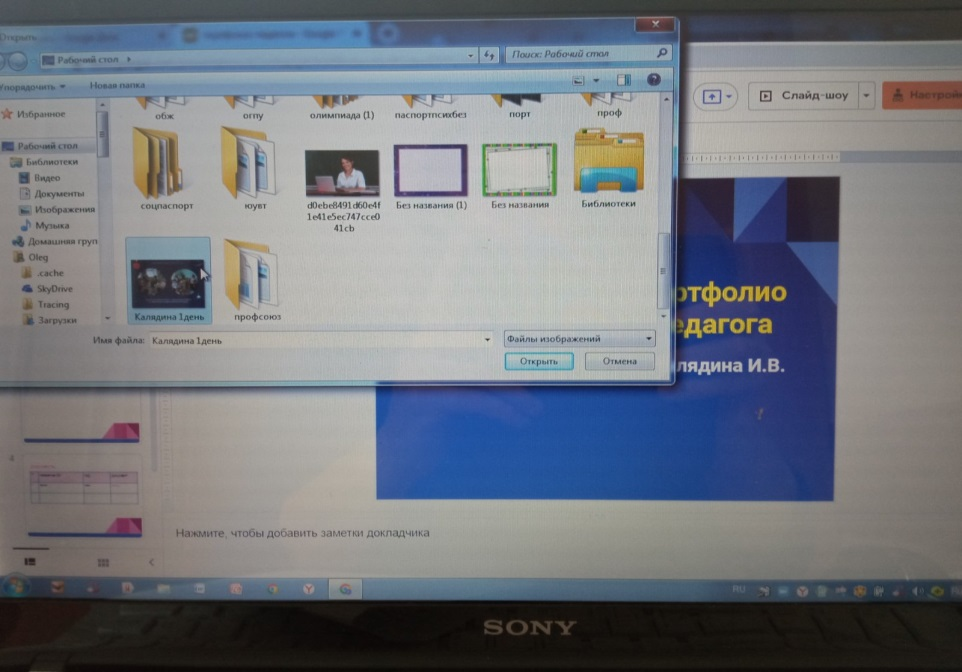 Открыть
Рабочий стол
Поиск: Рабочий стол
Упорядочить
Новая папка
Слайд-шоу
Настрой
Избранное
Рабочий стол
Библиотеки
Видео
Документы
Изображения
Музыка
Домашняя груп
Oleg
.cache
SkyDrive
Tracing
Загрузки
обж
огпу
олимпиада (1)
паспортпсихбез
порт
проф
соцпаспорт
юувт
d0ebe8491d60e4f
1e41e5ec747cce0
41cb
Без названия (1)
Без названия
Библиотеки
Калядина 1день
профсоюз
Имя файла:
Калядина 1день
Файлы изображений
Открыть
Отмена
ртфолио
едагога
лядина И.В.
Нажмите, чтобы добавить заметки докладчика
RU
SONY